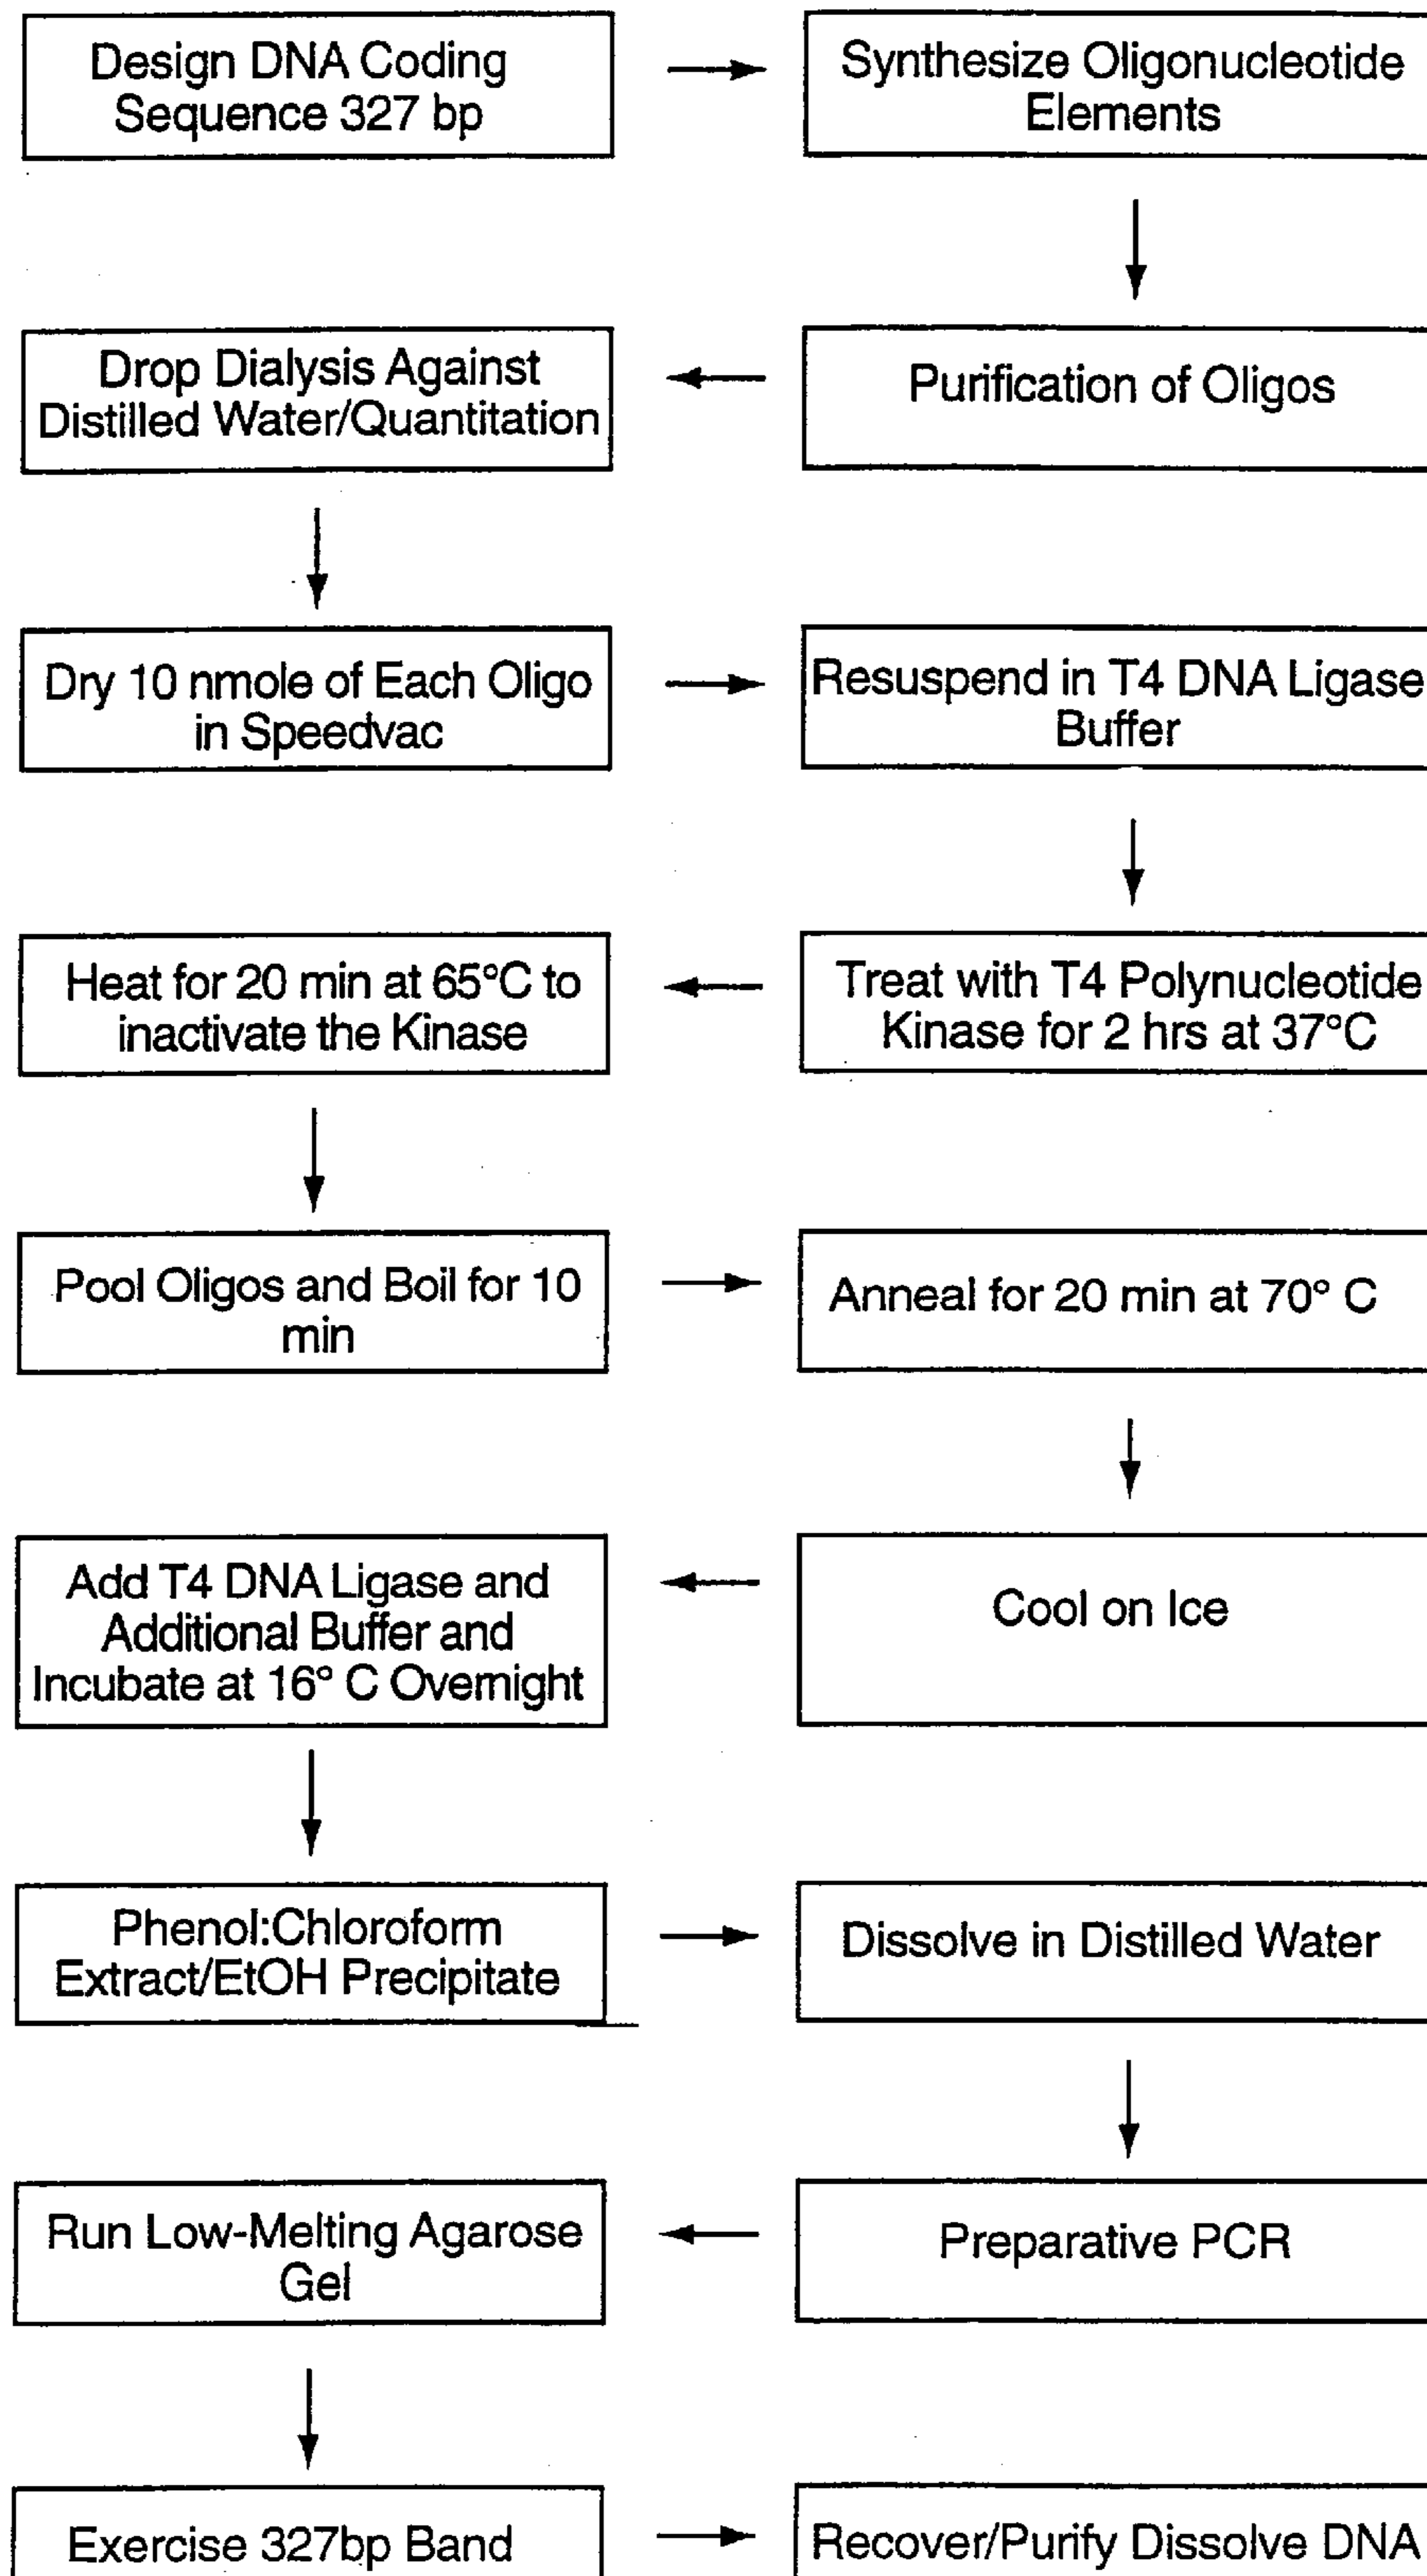 Design DNA Coding
Sequence 327 bp
Synthesize Oligonucleotide
Elements
Purification of Oligos
Drop Dialysis Against
Distilled Water/Quantitation
Dry 10 nmole of Each Oligo
in Speedvac
Resuspend in T4 DNA Ligase
Buffer
Treat with T4 Polynucleotide
Kinase for 2 hrs at 37°C
Heat for 20 min at 65°C to
inactivate the Kinase
Pool Oligos and Boil for 10
min
Anneal for 20 min at 70° C
Cool on Ice
Add T4 DNA Ligase and
Additional Buffer and
Incubate at 16° C Overnight
Phenol:Chloroform
Extract/EtOH Precipitate
Dissolve in Distilled Water
Preparative PCR
Run Low-Melting Agarose
Gel
Exercise 327bp Band
Recover/Purify Dissolve DNA